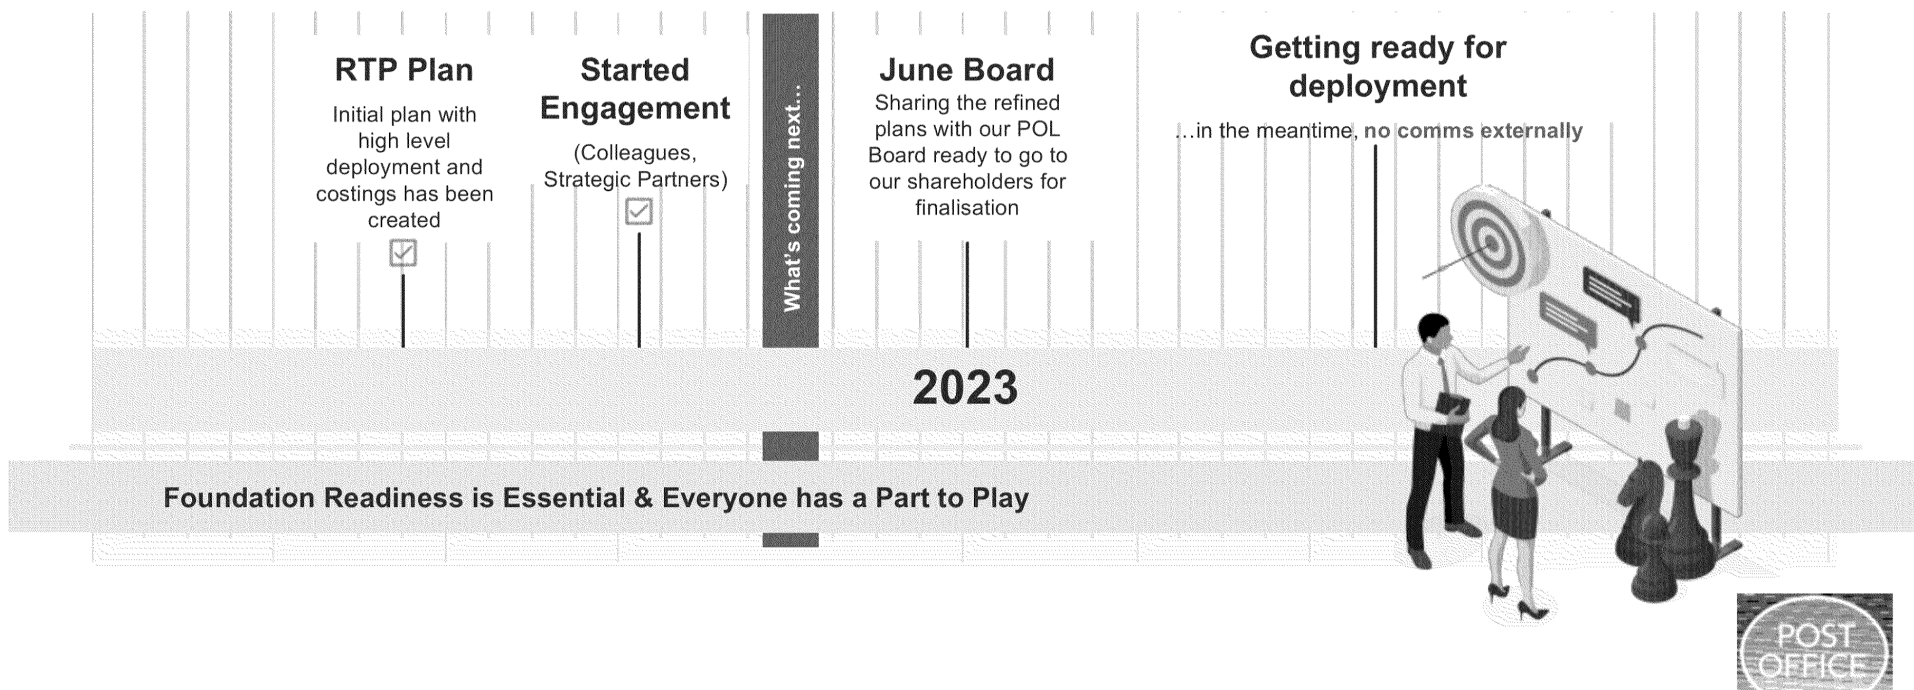 RTP Plan
Initial plan with
high level
deployment and
costings has been
created
Started
Engagement
(Colleagues,
Strategic Partners)
What's coming next...
June Board
Sharing the refined
plans with our POL
Board ready to go to
our shareholders for
finalisation
Getting ready for
deployment
...in the meantime, no comms externally
2023
Foundation Readiness is Essential & Everyone has a Part to Play
POST
OFFICE